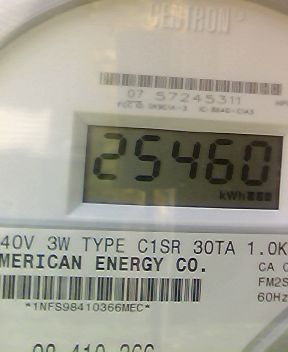 CENTRON®
07 57245311
25460
kWh
40V 3W TYPE C1SR 30TA 1.0K
MERICAN ENERGY CO.
CA 0
FM2S
60Hz
*1NFS98410366MEC*